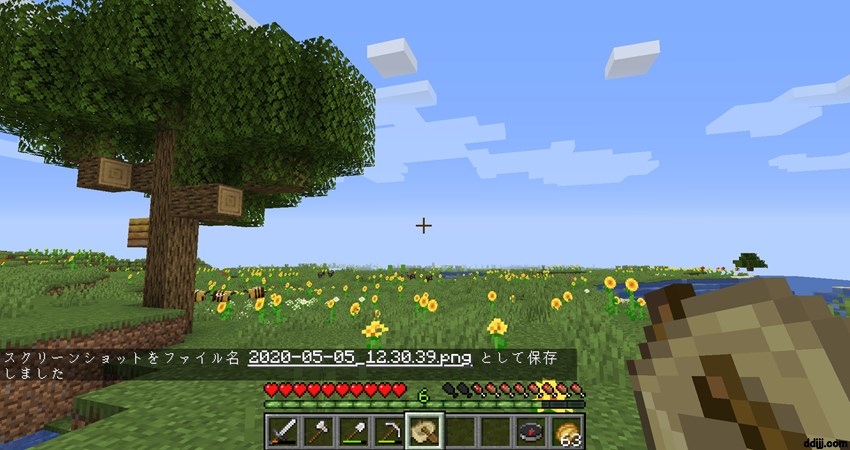 スクリーンショットをファイル名 2020-05-05_12.30.39.png として保存
しました
6
63
ddjjj.com